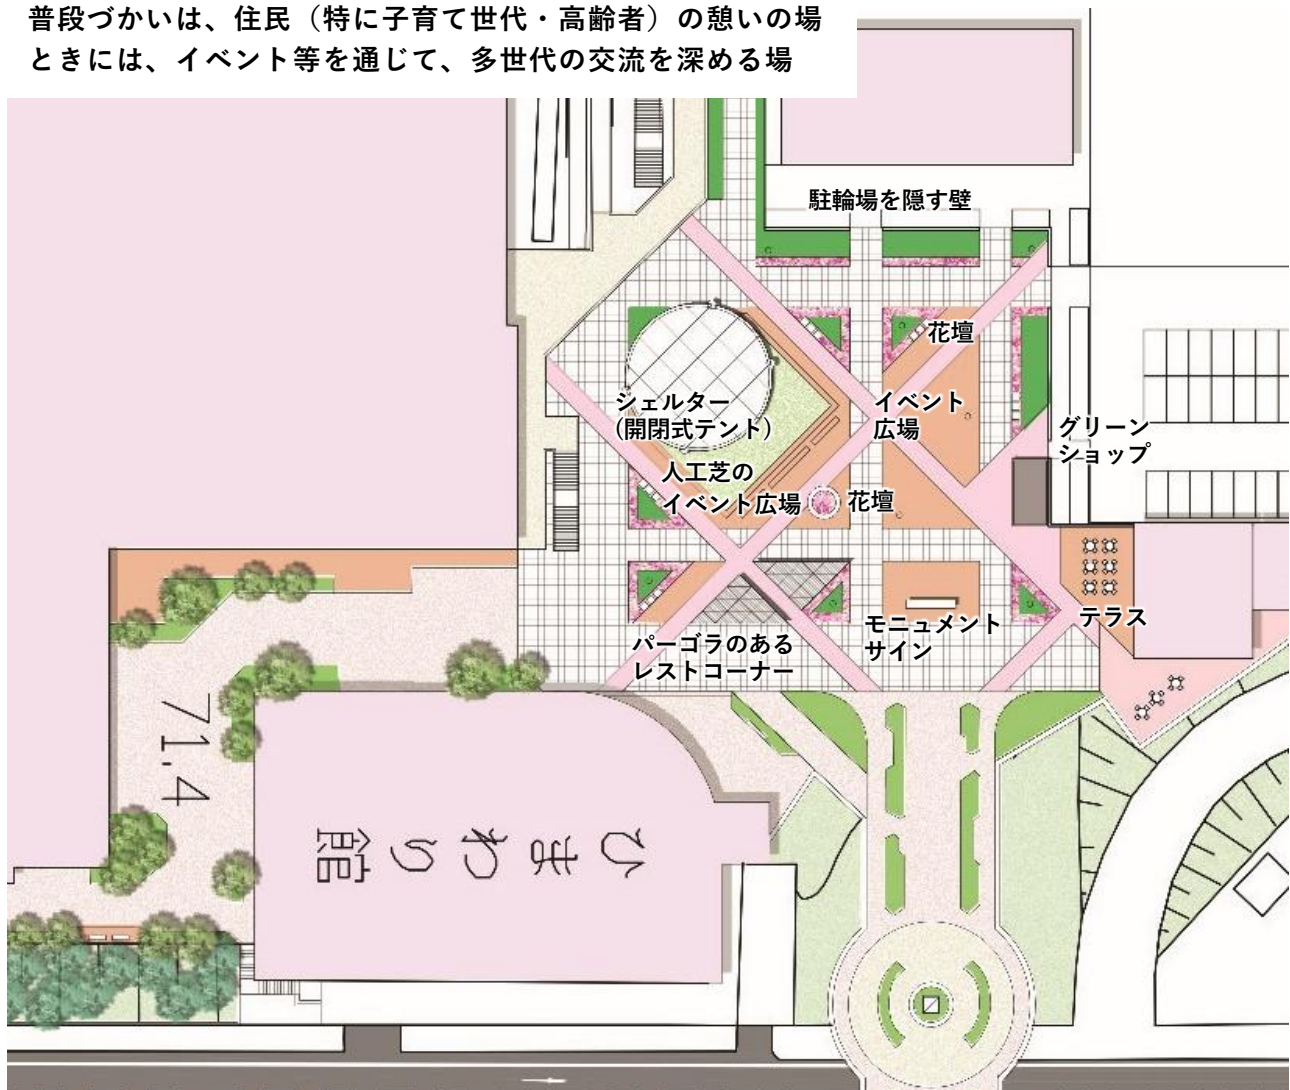 普段づかいは、住民（特に子育て世代・高齢者）の憩いの場
ときには、イベント等を通じて、多世代の交流を深める場
駐輪場を隠す壁
花壇
シェルター
(開閉式テント)
イベント
広場
グリーン
ショップ
人工芝の
イベント広場
花壇
パーゴラのある
レストコーナー
モニュメント
サイン
テラス
71.4
ひまわり館